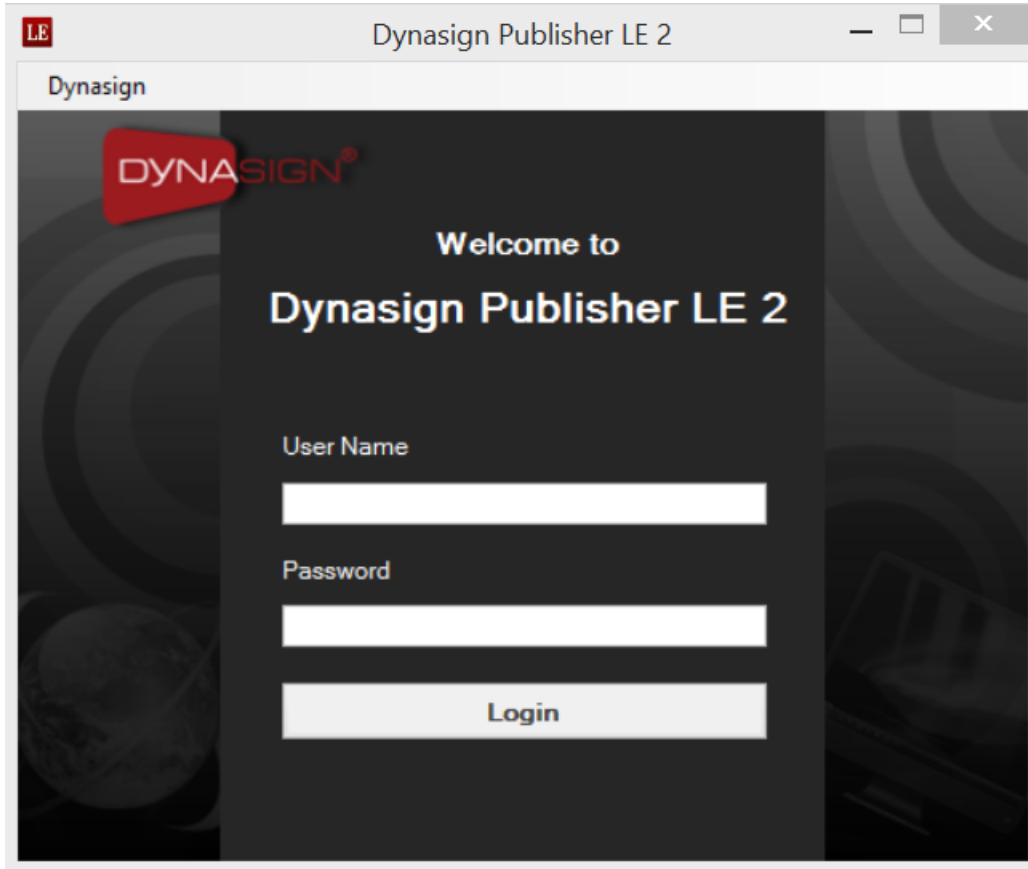 LE Dynasign Publisher LE 2
Dynasign
DYNASIGN®
Welcome to
Dynasign Publisher LE 2
User Name
Password
Login